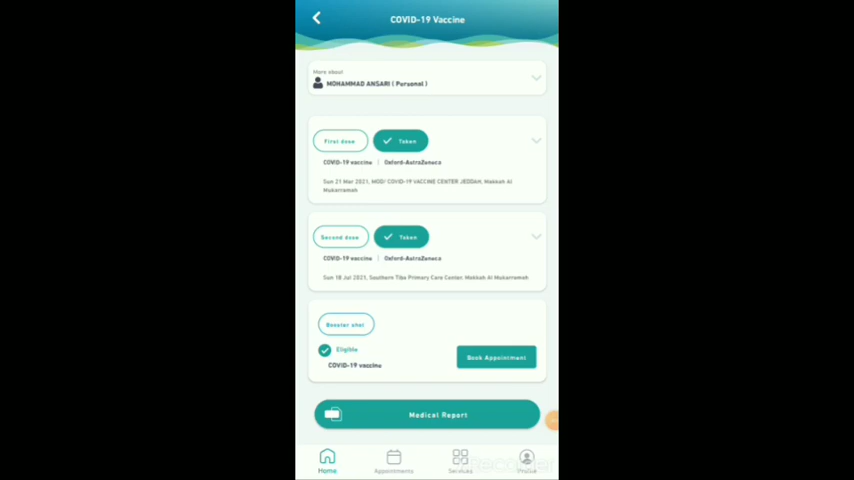 COVID-19 Vaccine
More about
MOHAMMAD ANSARI ( Personal )
First dose
Taken
COVID-19 vaccine | Oxford-AstraZeneca
Sun 21 Mar 2021, MOD/ COVID-19 VACCINE CENTER JEDDAH, Makkah Al
Mukarramah
Second dose
Taken
COVID-19 vaccine | Oxford-AstraZeneca
Sun 18 Jul 2021, Southern Tiba Primary Care Center, Makkah Al Mukarramah
Booster shot
Eligible
COVID-19 vaccine
Book Appointment
Medical Report
Home
Appointments
Services
Profile